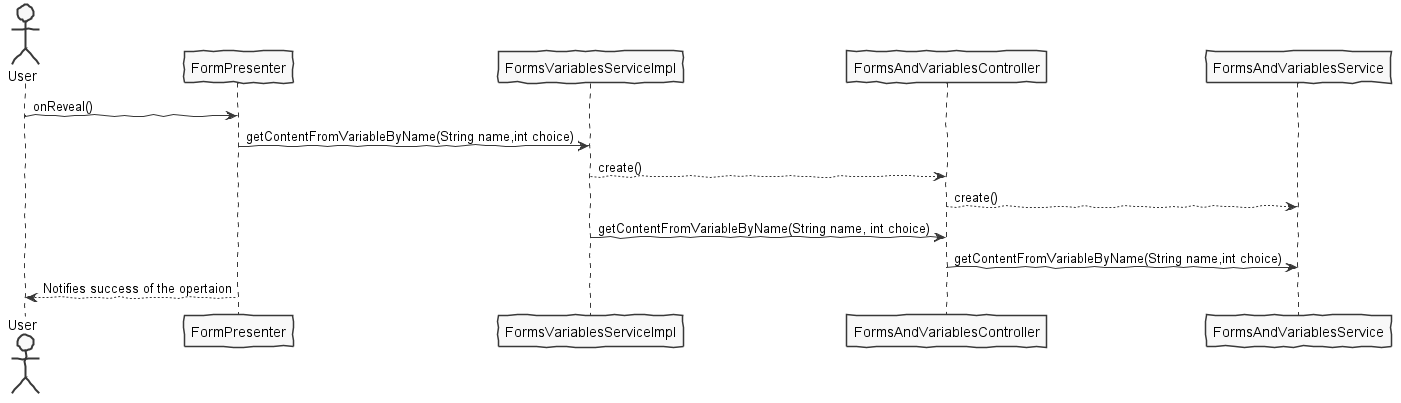 User
FormPresenter
FormsVariablesServiceImpl
FormsAndVariablesController
FormsAndVariablesService
onReveal()
getContentFromVariableByName(String name,int choice)
create()
create()
getContentFromVariableByName(String name, int choice)
getContentFromVariableByName(String name,int choice)
Notifies success of the opertaion
User
FormPresenter
FormsVariablesServiceImpl
FormsAndVariablesController
FormsAndVariablesService